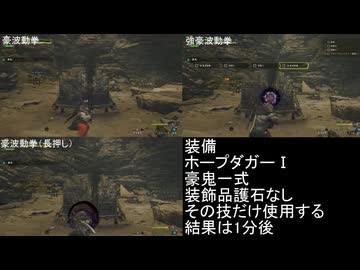 豪波動拳
強豪波動拳
豪波動拳(長押し)
装備
ホープダガーⅠ
豪鬼一式
装飾品護石なし
その技だけ使用する
結果は1分後